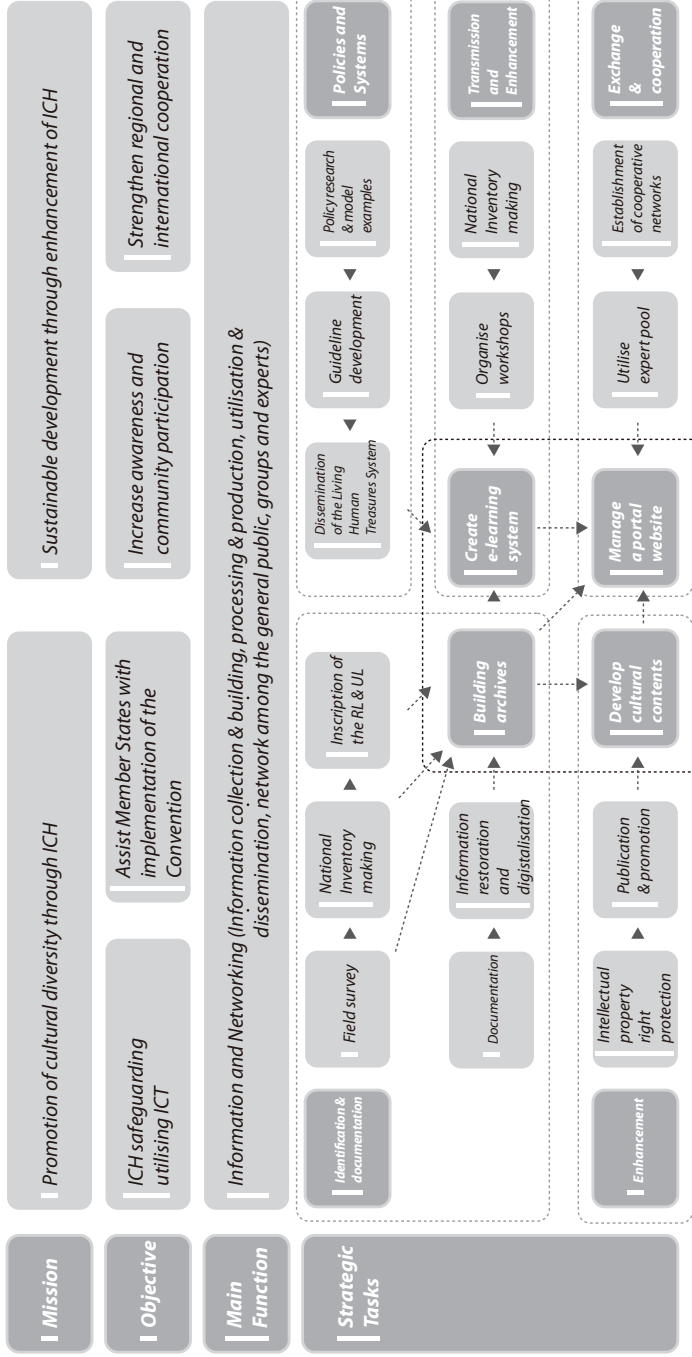 Mission
Promotion of cultural diversity through ICH
Sustainable development through enhancement of ICH
Objective
ICH safeguarding
utilising ICT
Assist Member States with
implementation of the
Convention
Increase awareness and
community participation
Strengthen regional and
international cooperation
Main
Function
Information and Networking (Information collection & building, processing & production, utilisation &
dissemination, network among the general public, groups and experts)
Strategic
Tasks
Identification &
documentation
Field survey
National
Inventory
making
Inscription of
the RL & UL
Dissemination
of the Living
Human
Treasures System
Guideline
development
Policy research
& model
examples
Policies and
Systems
Documentation
Information
restoration
and
digistalisation
Building
archives
Create
e-learning
system
Organise
workshops
National
Inventory
making
Transmission
and
Enhancement
Enhancement
Intellectual
property
right
protection
Publication
& promotion
Develop
cultural
contents
Manage
a portal
website
Utilise
expert pool
Establishment
of cooperative
networks
Exchange
&
cooperation